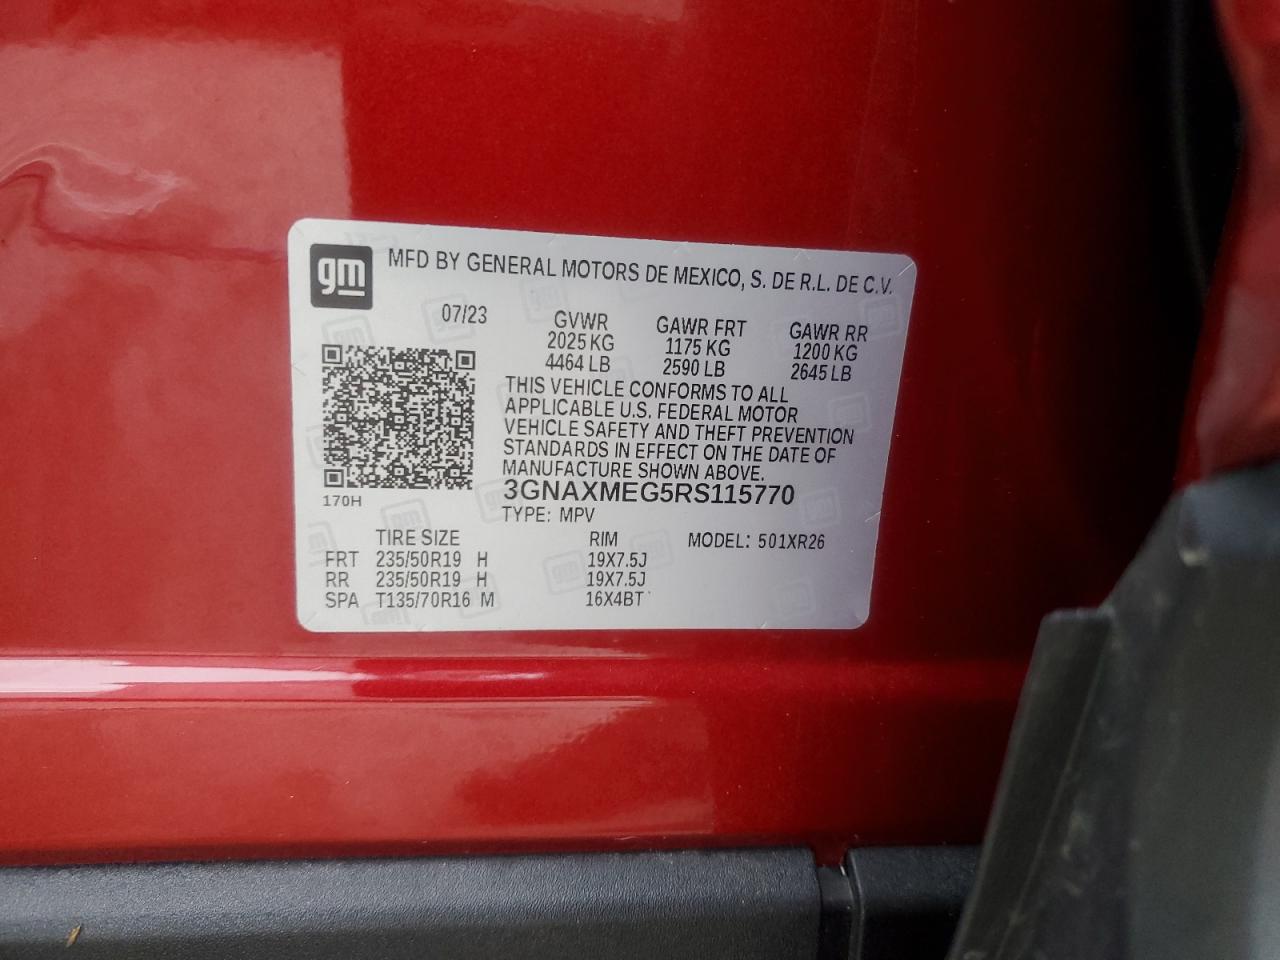 gm MFD BY GENERAL MOTORS DE MEXICO, S. DE R.L. DE C.V.
07/23 GVWR GAWR FRT GAWR RR
2025 KG 1175 KG 1200 KG
4464 LB 2590 LB 2645 LB
THIS VEHICLE CONFORMS TO ALL
APPLICABLE U.S. FEDERAL MOTOR
VEHICLE SAFETY AND THEFT PREVENTION
STANDARDS IN EFFECT ON THE DATE OF
MANUFACTURE SHOWN ABOVE.
170H 3GNAXMEG5RS115770
TYPE: MPV
TIRE SIZE RIM MODEL: 501XR26
FRT 235/50R19 H 19X7.5J
RR 235/50R19 H 19X7.5J
SPA T135/70R16 M 16X4BT